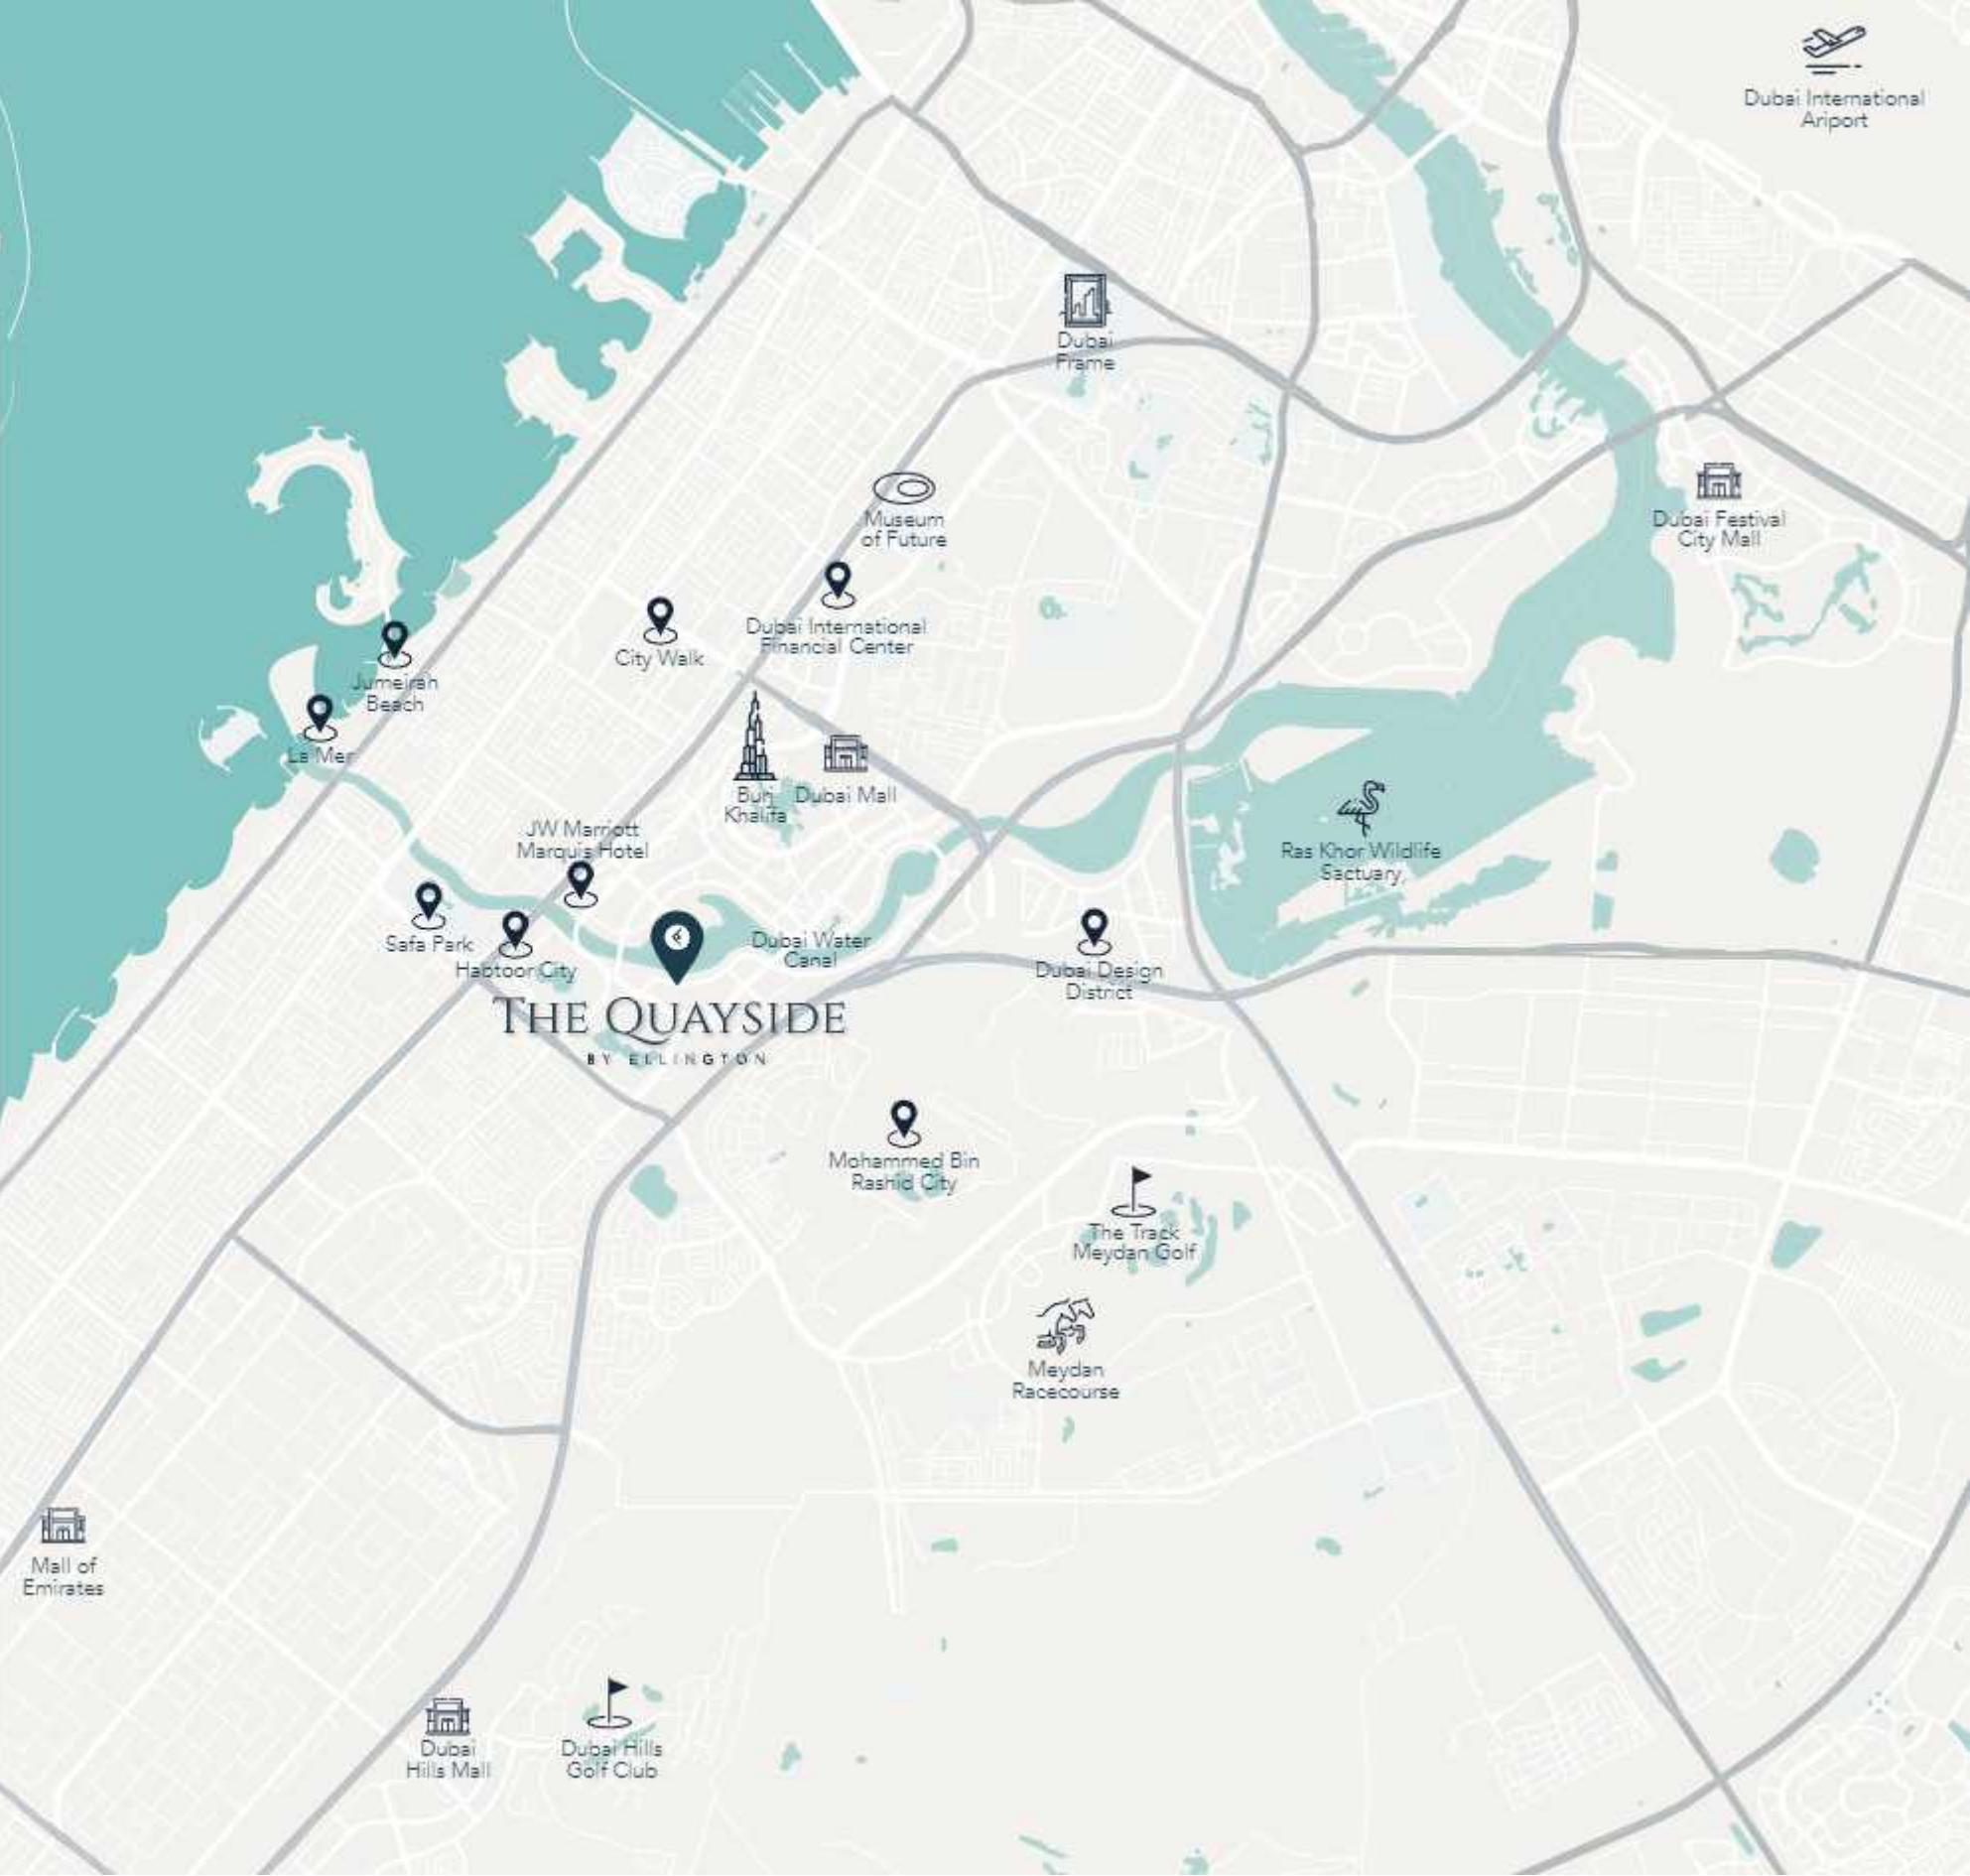 Dubai International
Ariport
Dubai
Frame
Museum
of Future
Dubai Festival
City Mall
Dubai International
Financial Center
City Walk
Jumeirah
Beach
La Mer
Burj
Khalifa
Dubai Mall
JW Marriott
Marquis Hotel
Ras Khor Wildlife
Sactuary,
Safa Park
Habtoor City
Dubai Water
Canal
Dubai Design
District
THE QUAYSIDE
BY ELLINGTON
Mohammed Bin
Rashid City
The Track
Meydan Golf
Meydan
Racecourse
Mall of
Emirates
Dubai
Hills Mall
Dubai Hills
Golf Club